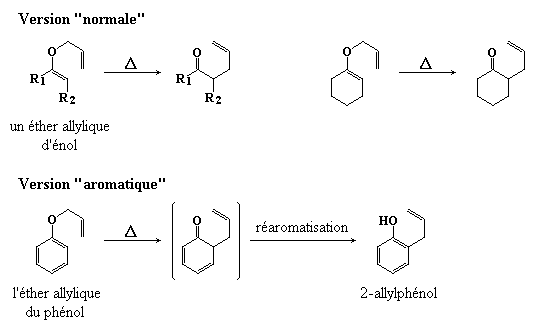 Version "normale"
O
R1
R2
Δ
O
R1
R2
O
Δ
O
un éther allylique
d'énol
Version "aromatique"
O
Δ
O
réaromatisation
HO
l'éther allylique
du phénol
2-allylphénol